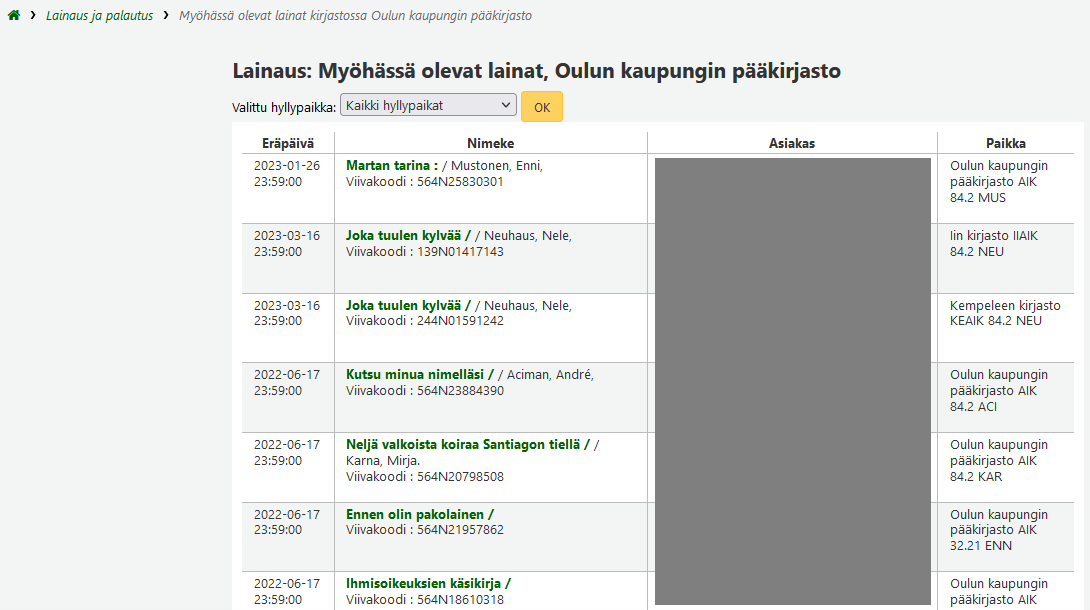 Lainaus ja palautus Myöhässä olevat lainat kirjastossa Oulun kaupungin pääkirjasto
Lainaus: Myöhässä olevat lainat, Oulun kaupungin pääkirjasto
Valittu hyllypaikka: Kaikki hyllypaikat OK
Eräpäivä Nimeke Asiakas Paikka
2023-01-26
23:59:00
Martan tarina : / Mustonen, Enni,
Viivakoodi : 564N25830301
Oulun kaupungin
pääkirjasto AIK
84.2 MUS
2023-03-16
23:59:00
Joka tuulen kylvää / / Neuhaus, Nele,
Viivakoodi : 139N01417143
Iin kirjasto IIAIK
84.2 NEU
2023-03-16
23:59:00
Joka tuulen kylvää / / Neuhaus, Nele,
Viivakoodi : 244N01591242
Kempeleen kirjasto
KEAIK 84.2 NEU
2022-06-17
23:59:00
Kutsu minua nimelläsi / / Aciman, André,
Viivakoodi : 564N23884390
Oulun kaupungin
pääkirjasto AIK
84.2 ACI
2022-06-17
23:59:00
Neljä valkoista koiraa Santiagon tiellä / /
Karna, Mirja.
Viivakoodi : 564N20798508
Oulun kaupungin
pääkirjasto AIK
84.2 KAR
2022-06-17
23:59:00
Ennen olin pakolainen /
Viivakoodi : 564N21957862
Oulun kaupungin
pääkirjasto AIK
32.21 ENN
2022-06-17
23:59:00
Ihmisoikeuksien käsikirja /
Viivakoodi : 564N18610318
Oulun kaupungin
pääkirjasto AIK